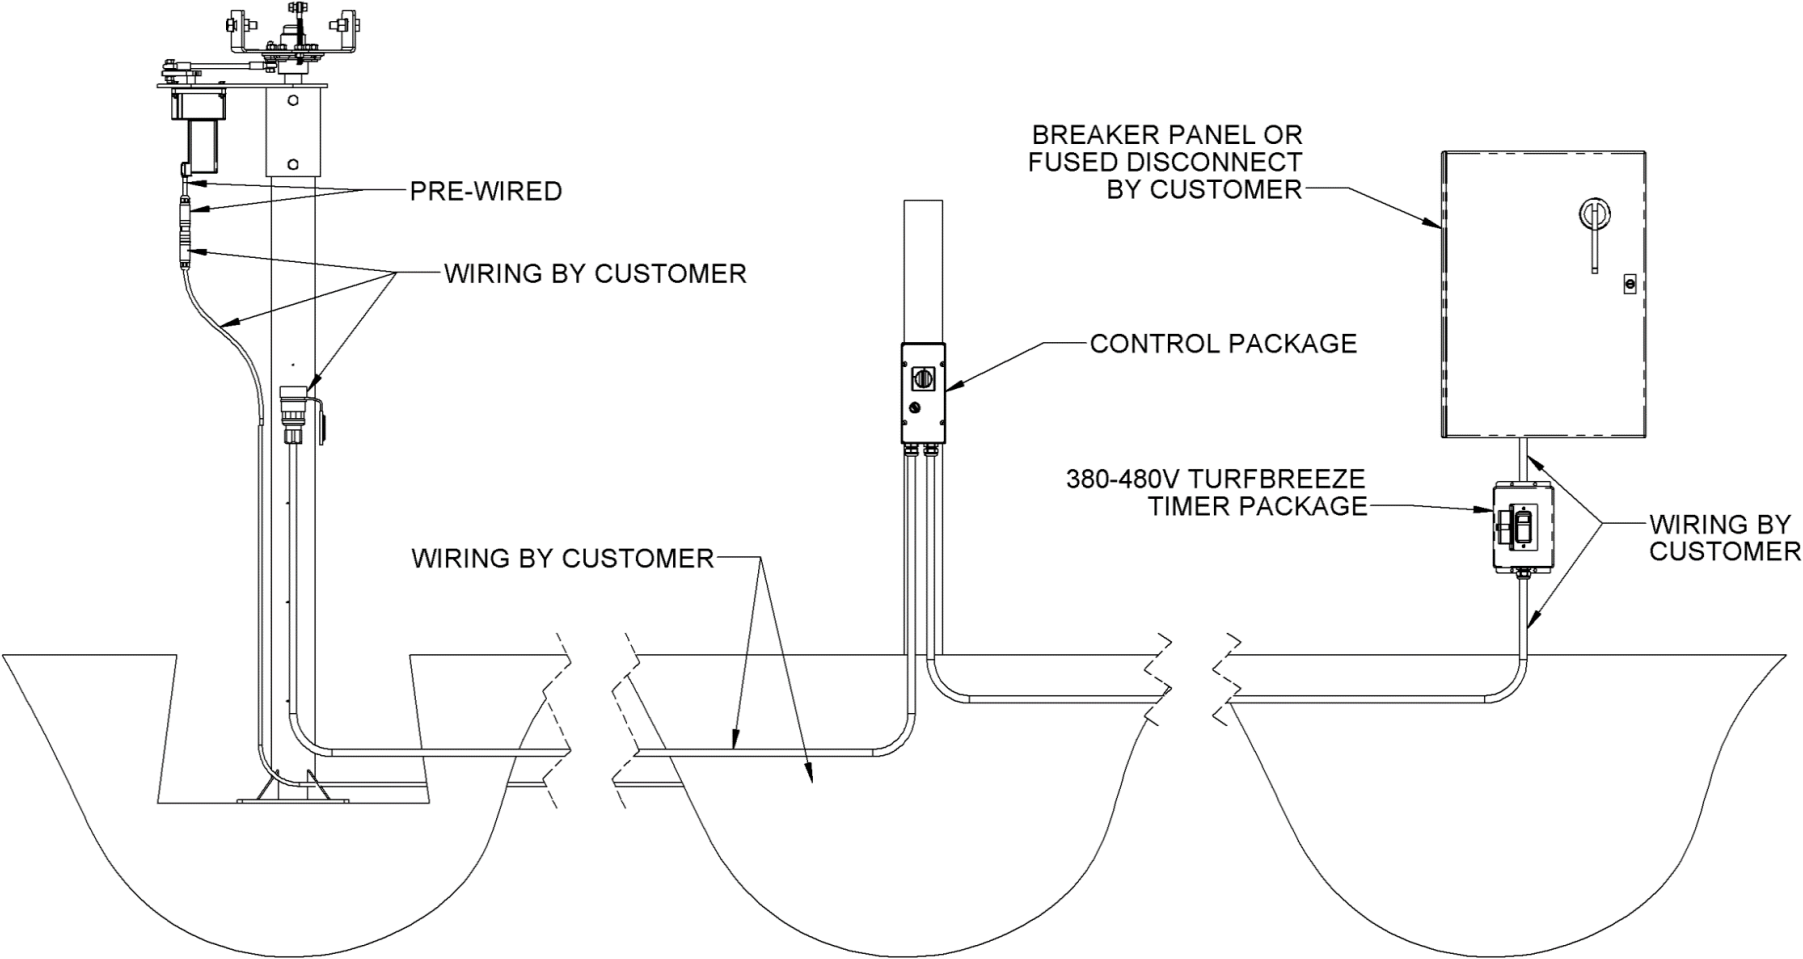 BREAKER PANEL OR
FUSED DISCONNECT
BY CUSTOMER
PRE-WIRED
WIRING BY CUSTOMER
CONTROL PACKAGE
380-480V TURFBREEZE
TIMER PACKAGE
WIRING BY
CUSTOMER
WIRING BY CUSTOMER